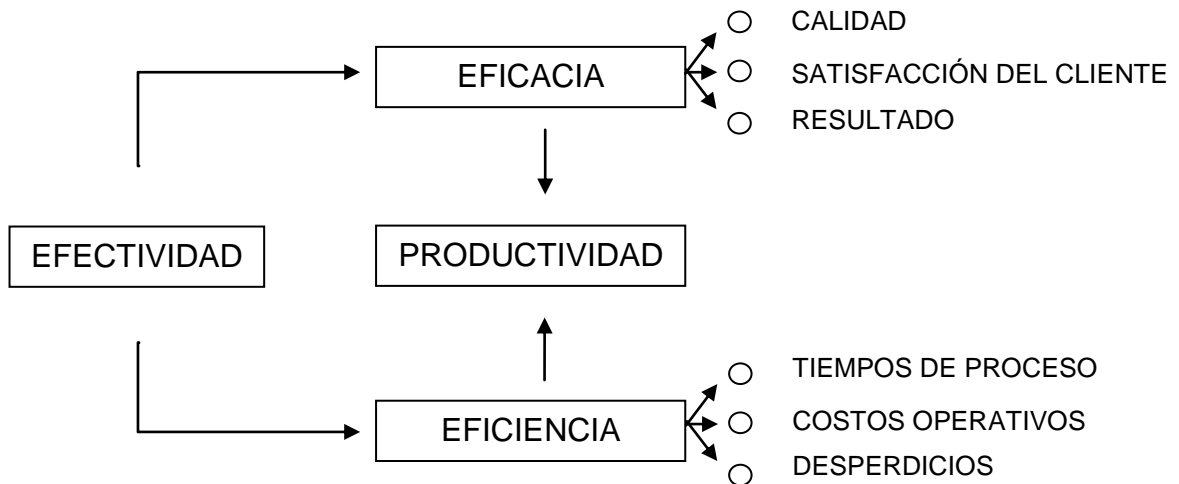 CALIDAD
EFICACIA
SATISFACCIÓN DEL CLIENTE
RESULTADO
EFECTIVIDAD
PRODUCTIVIDAD
TIEMPOS DE PROCESO
EFICIENCIA
COSTOS OPERATIVOS
DESPERDICIOS